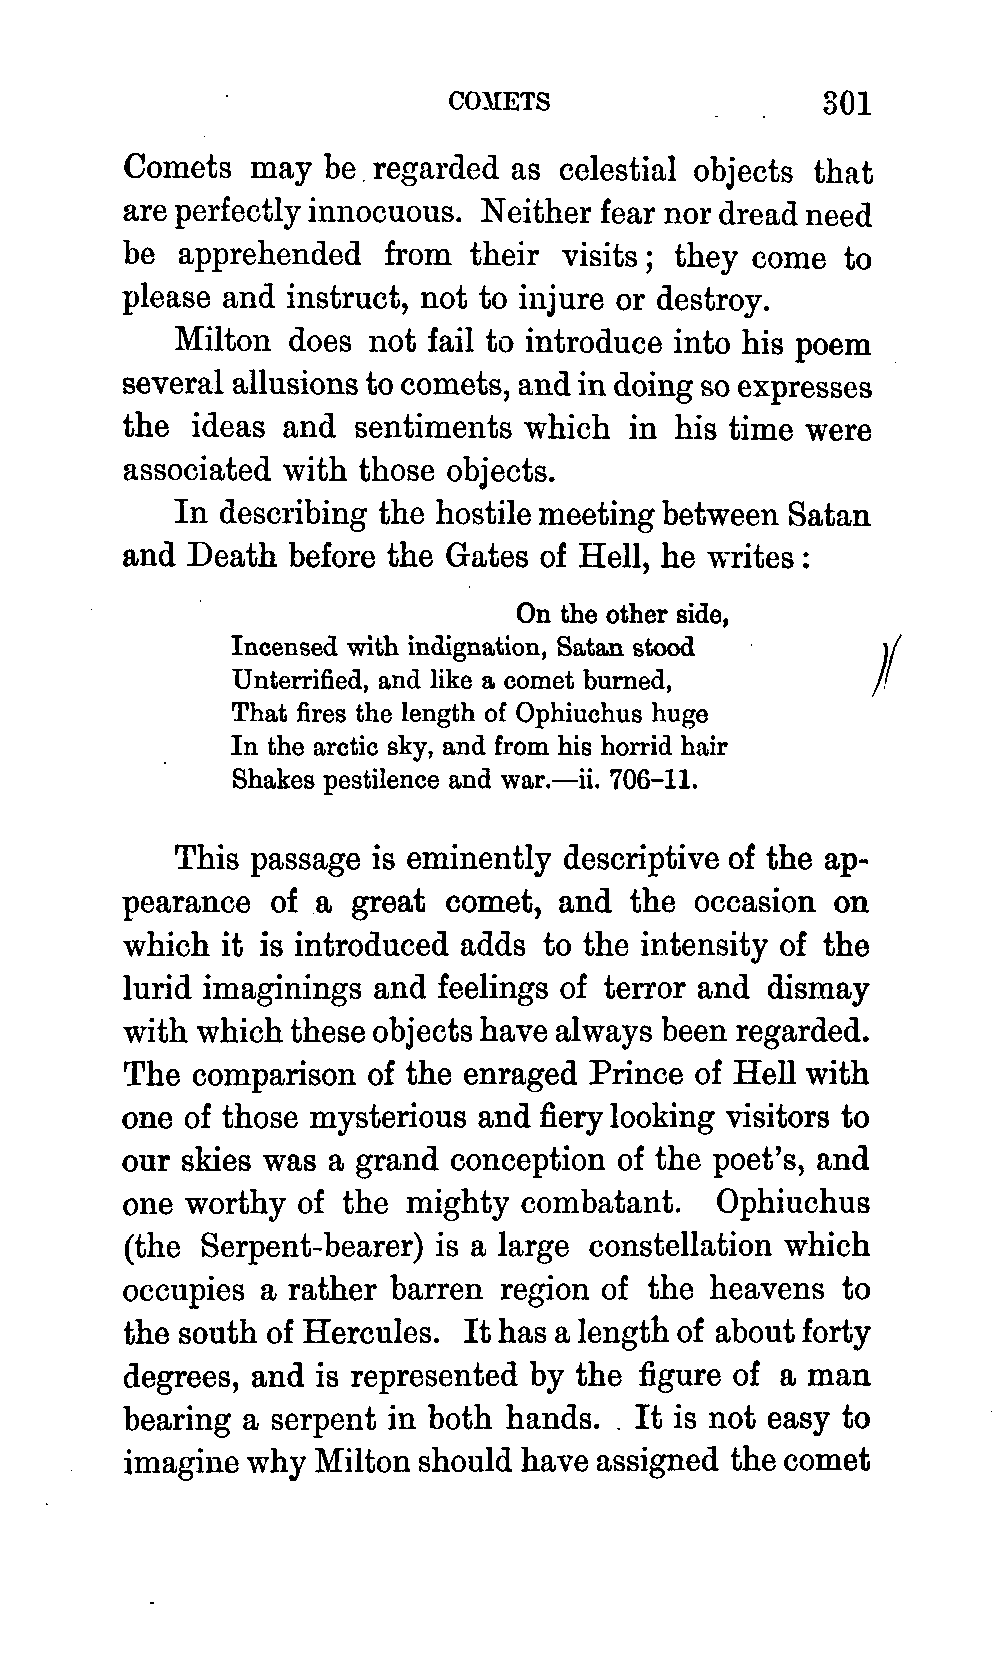 COMETS 301
Comets may be regarded as celestial objects that
are perfectly innocuous. Neither fear nor dread need
be apprehended from their visits; they come to
please and instruct, not to injure or destroy.
Milton does not fail to introduce into his poem
several allusions to comets, and in doing so expresses
the ideas and sentiments which in his time were
associated with those objects.
In describing the hostile meeting between Satan
and Death before the Gates of Hell, he writes:
On the other side,
Incensed with indignation, Satan stood
Unterrified, and like a comet burned,
That fires the length of Ophiuchus huge
In the arctic sky, and from his horrid hair
Shakes pestilence and war.—ii. 706–11.
This passage is eminently descriptive of the ap-
pearance of a great comet, and the occasion on
which it is introduced adds to the intensity of the
lurid imaginings and feelings of terror and dismay
with which these objects have always been regarded.
The comparison of the enraged Prince of Hell with
one of those mysterious and fiery looking visitors to
our skies was a grand conception of the poet's, and
one worthy of the mighty combatant. Ophiuchus
(the Serpent-bearer) is a large constellation which
occupies a rather barren region of the heavens to
the south of Hercules. It has a length of about forty
degrees, and is represented by the figure of a man
bearing a serpent in both hands. It is not easy to
imagine why Milton should have assigned the comet